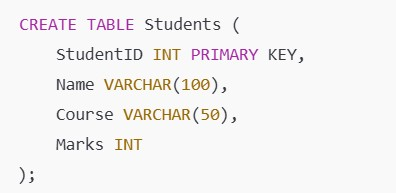 CREATE TABLE Students (
    StudentID INT PRIMARY KEY,
    Name VARCHAR(100),
    Course VARCHAR(50),
    Marks INT
);